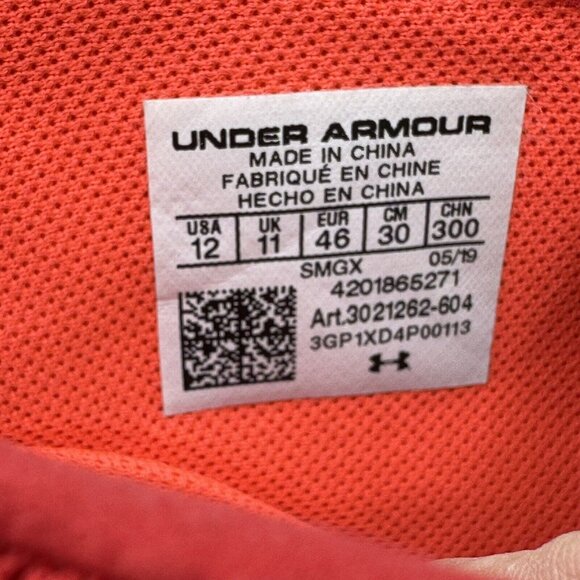 UNDER ARMOUR
MADE IN CHINA
FABRIQUÉ EN CHINE
HECHO EN CHINA
USA UK EUR CM CHN
12 11 46 30 300
SMGX 05/19
4201865271
Art.3021262-604
3GP1XD4P00113